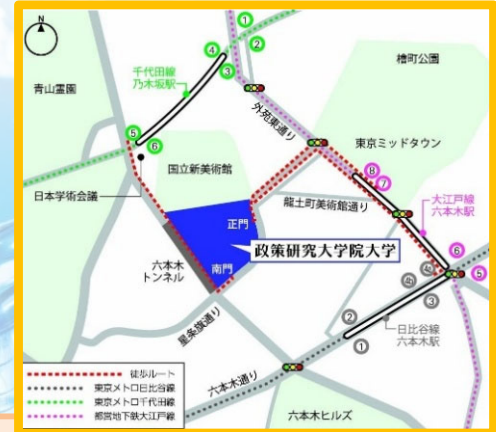 N
①
②
④
③
千代田線
乃木坂駅
檜町公園
青山霊園
外苑東通り
⑤
⑥
国立新美術館
東京ミッドタウン
日本学術会議
⑧
⑦
龍土町美術館通り
大江戸線
六本木駅
正門
政策研究大学院大学
六本木
トンネル
南門
⑥
⑤
4b
4a
③
星条旗通り
②
①
日比谷線
六本木駅
徒歩ルート
東京メトロ日比谷線
東京メトロ千代田線
都営地下鉄大江戸線
六本木通り
六本木ヒルズ